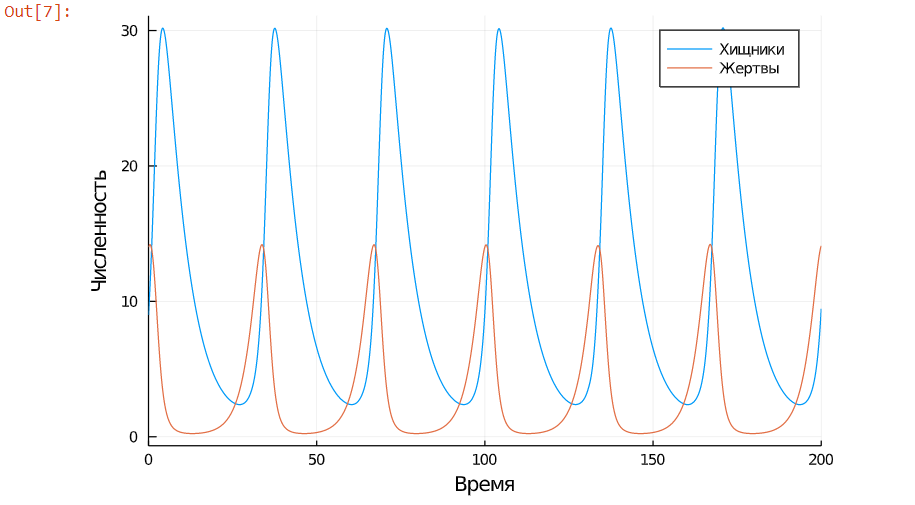 Out[7]:
Хищники
Жертвы
Численность
30
20
10
0
0 50 100 150 200
Время